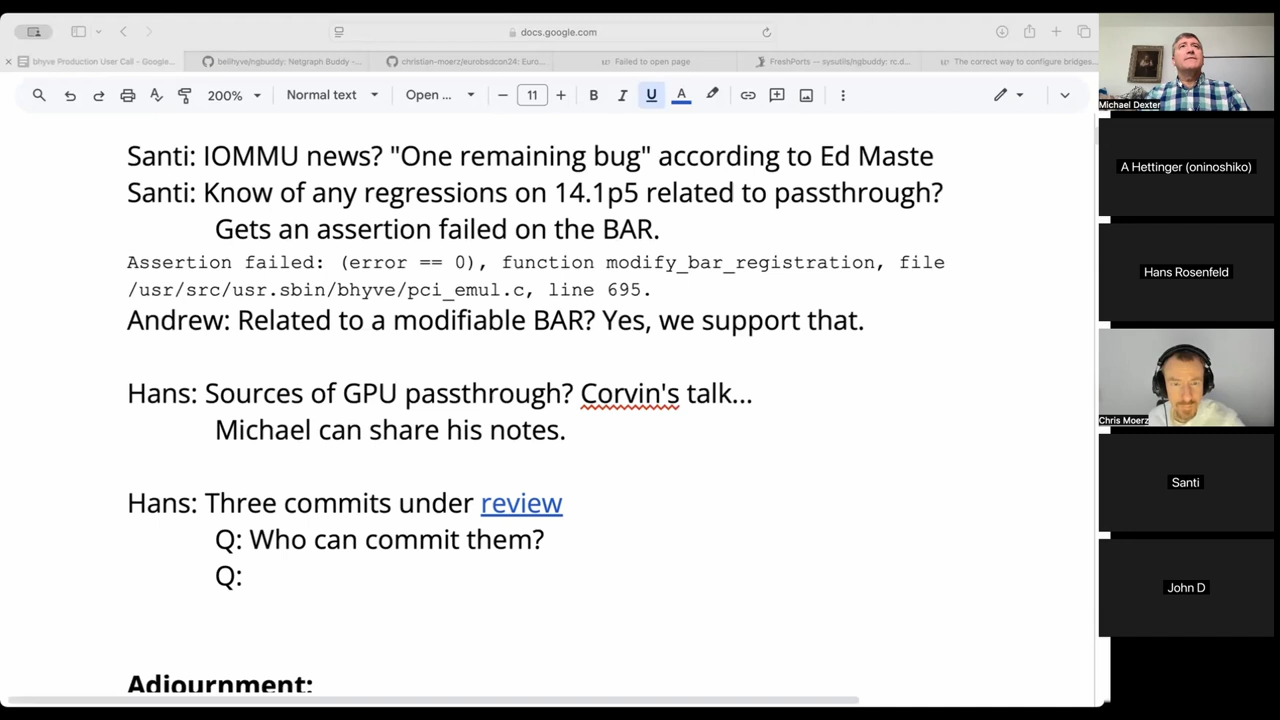 docs.google.com
bhyve Production User Call - Google...
bellhyve/ngbuddy: Netgraph Buddy -...
christian-moerz/eurobsdcon24: Euro...
Failed to open page
FreshPorts -- sysutils/ngbuddy: rc.d...
The correct way to configure bridges...
200%
Normal text
Open ...
11
B
I
U
A
Santi: IOMMU news? "One remaining bug" according to Ed Maste
Santi: Know of any regressions on 14.1p5 related to passthrough?
Gets an assertion failed on the BAR.
Assertion failed: (error == 0), function modify_bar_registration, file
/usr/src/usr.sbin/bhyve/pci_emul.c, line 695.
Andrew: Related to a modifiable BAR? Yes, we support that.
Hans: Sources of GPU passthrough? Corvin's talk...
Michael can share his notes.
Hans: Three commits under review
Q: Who can commit them?
Q:
Adjournment:
Michael Dexter
A Hettinger (oninoshiko)
Hans Rosenfeld
Chris Moerz
Santi
John D